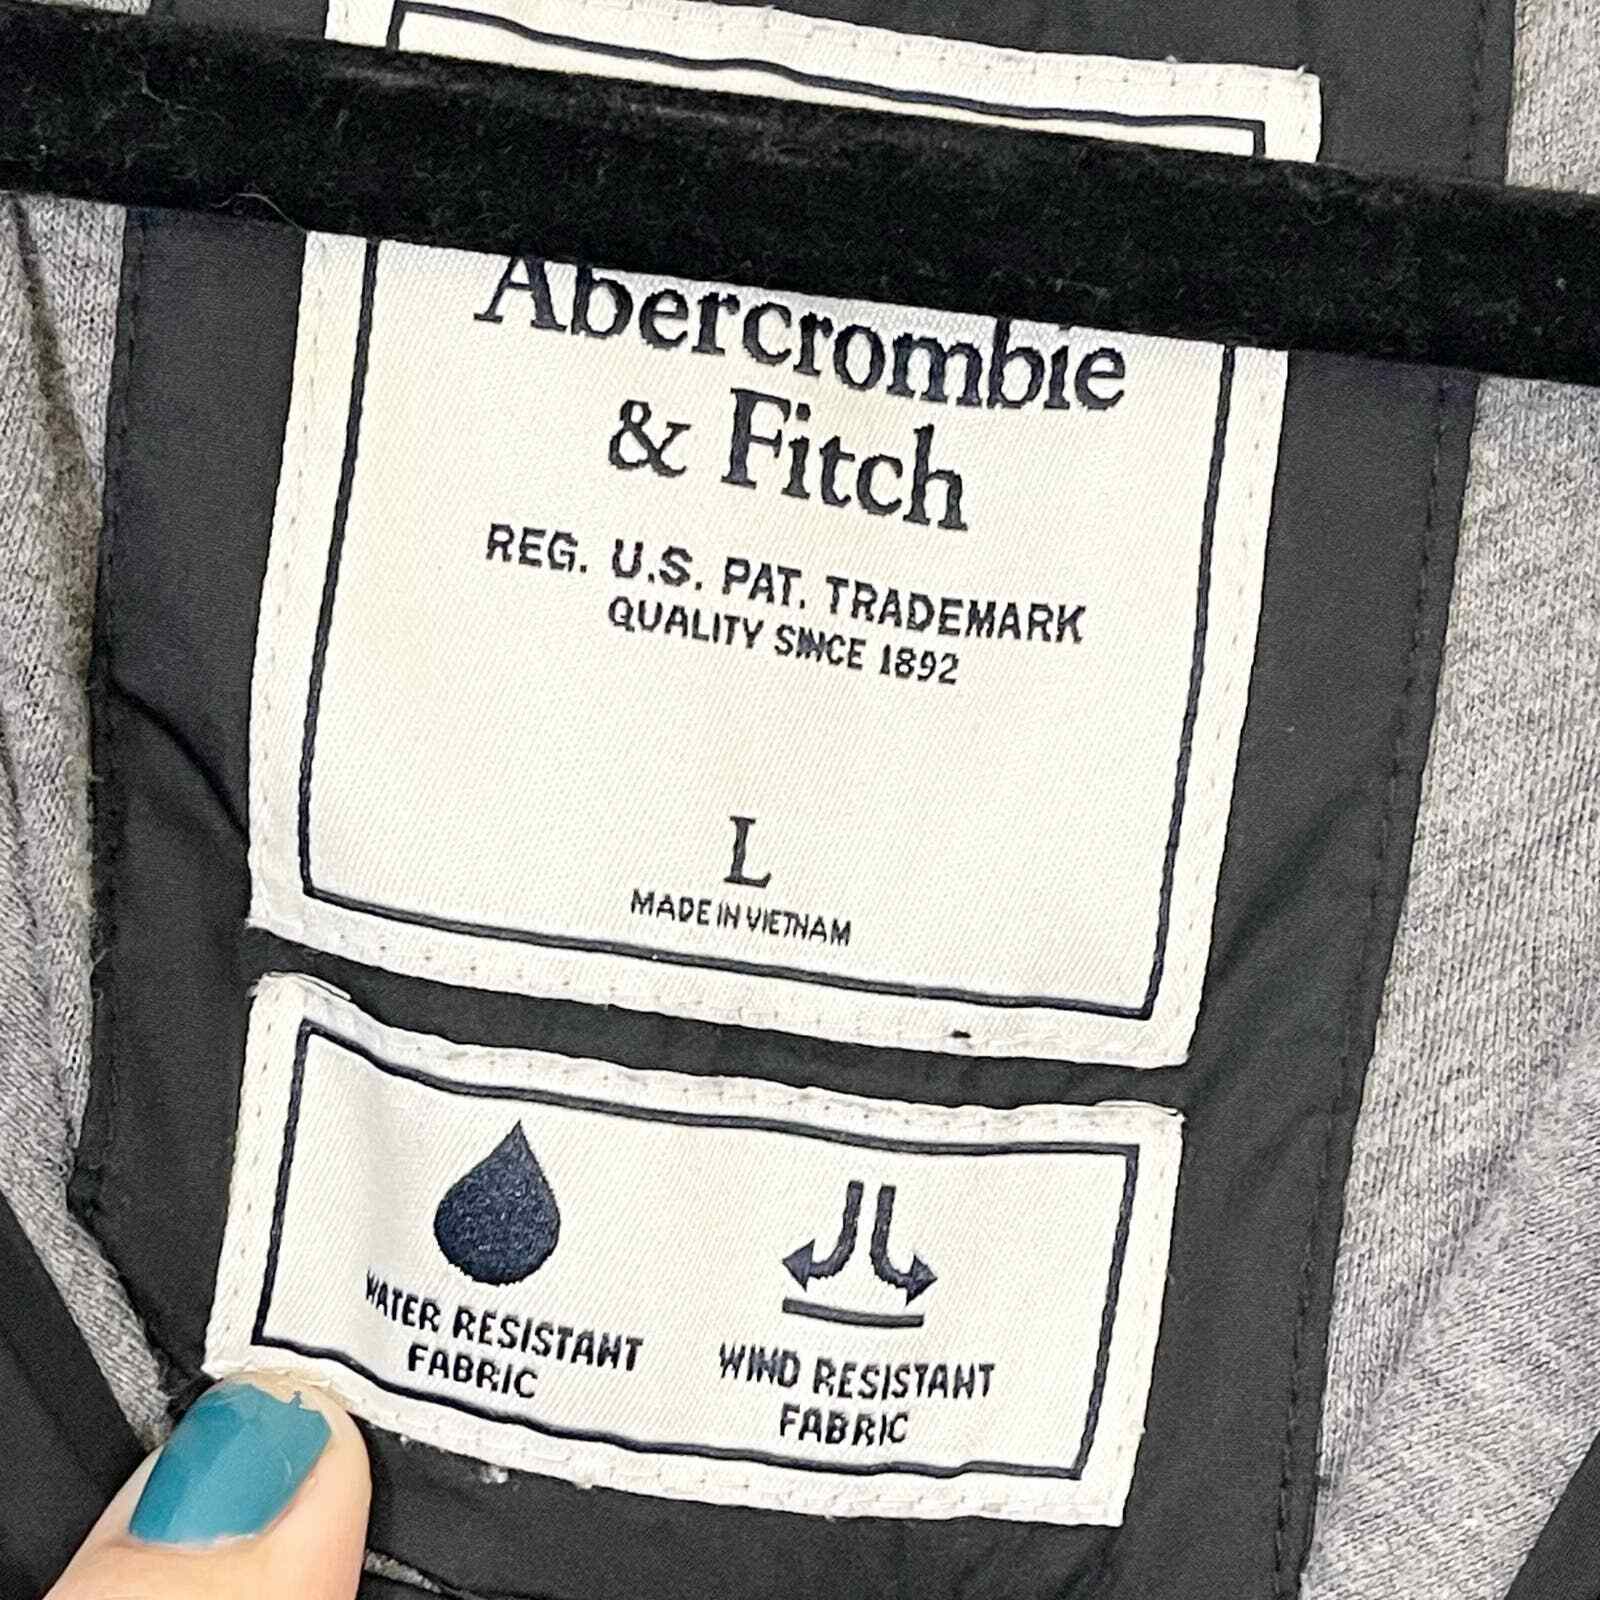 Abercrombie
& Fitch
REG. U.S. PAT. TRADEMARK
QUALITY SINCE 1892
L
MADE IN VIETNAM
WATER RESISTANT
FABRIC
WIND RESISTANT
FABRIC